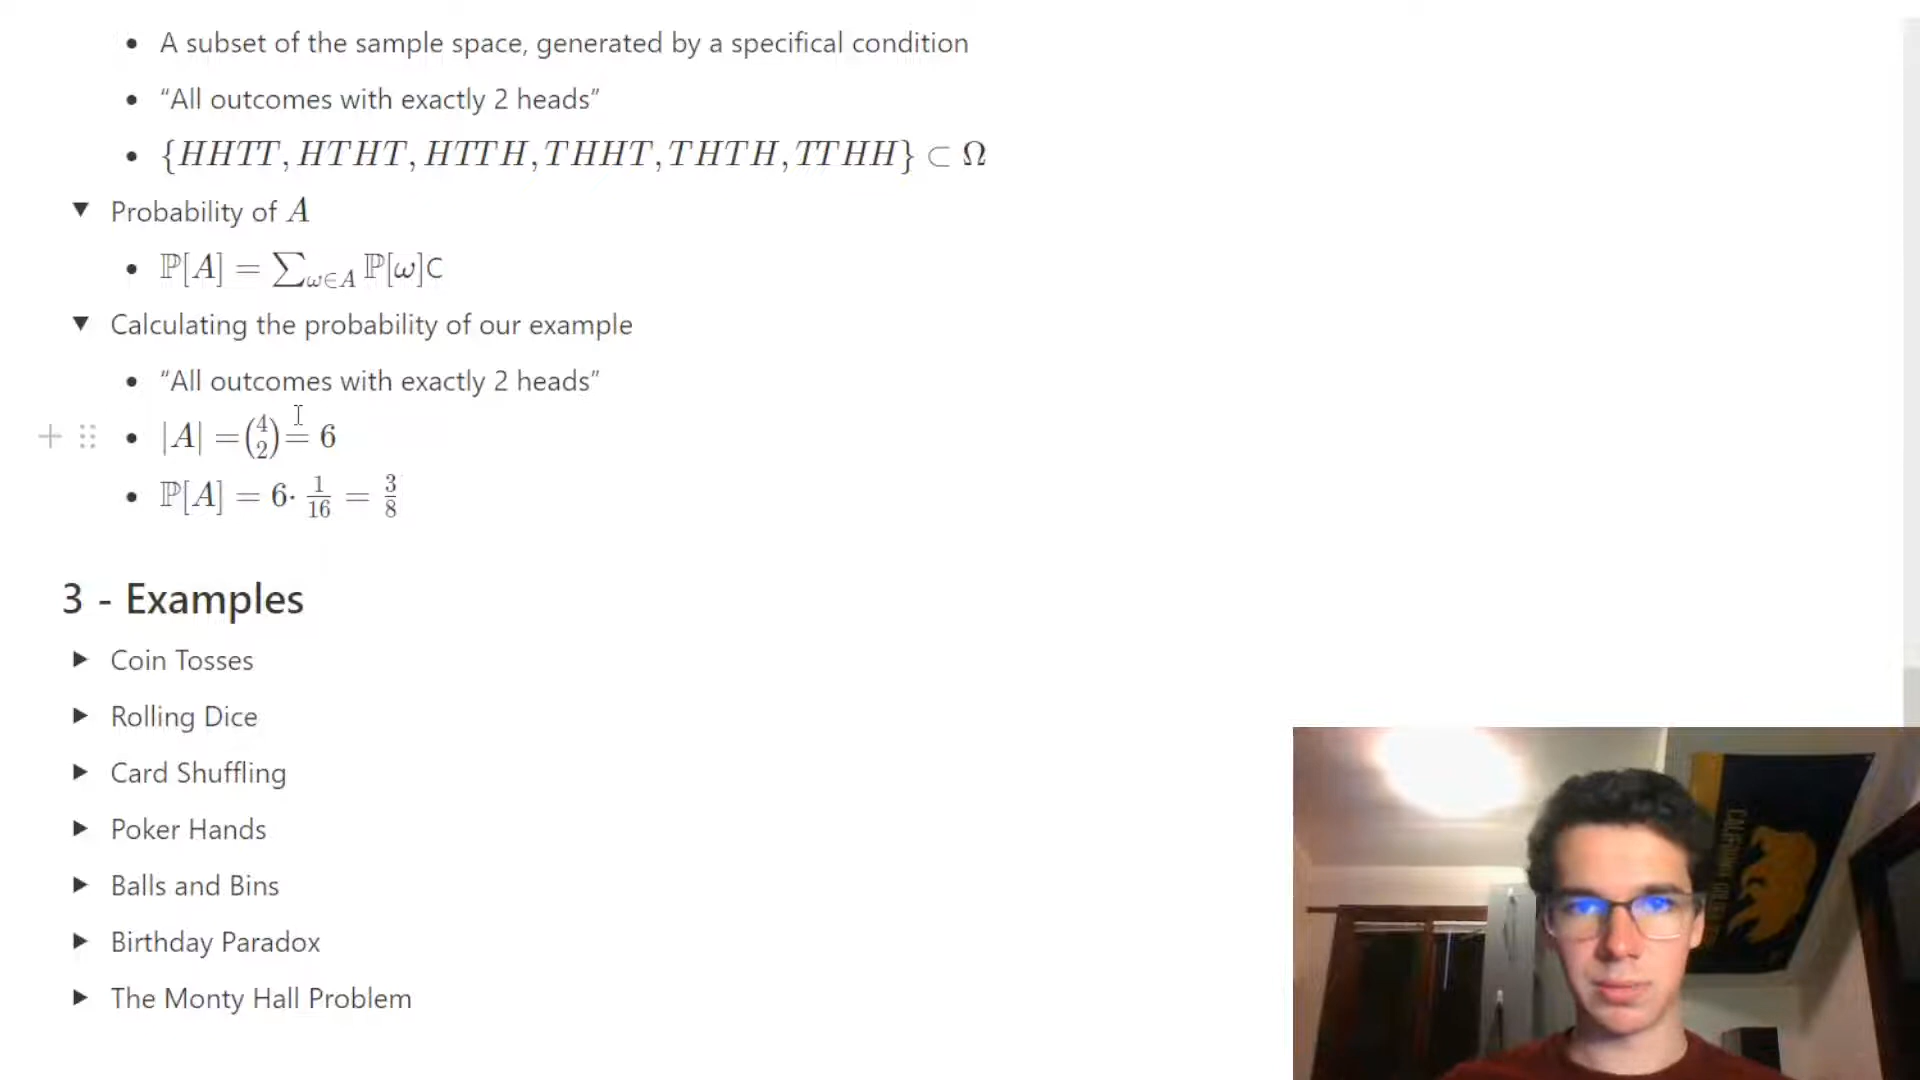 • A subset of the sample space, generated by a specifical condition
• “All outcomes with exactly 2 heads”
• {HHTT, HTHT, HTTH, THHT, THTH, TTHH} ⊂ Ω
▼ Probability of A
• ℙ[A] = ∑_{ω∈A} ℙ[ω]C
▼ Calculating the probability of our example
• “All outcomes with exactly 2 heads”
• |A| = (4 2) = 6
• ℙ[A] = 6· 1/16 = 3/8
3 - Examples
▶ Coin Tosses
▶ Rolling Dice
▶ Card Shuffling
▶ Poker Hands
▶ Balls and Bins
▶ Birthday Paradox
▶ The Monty Hall Problem